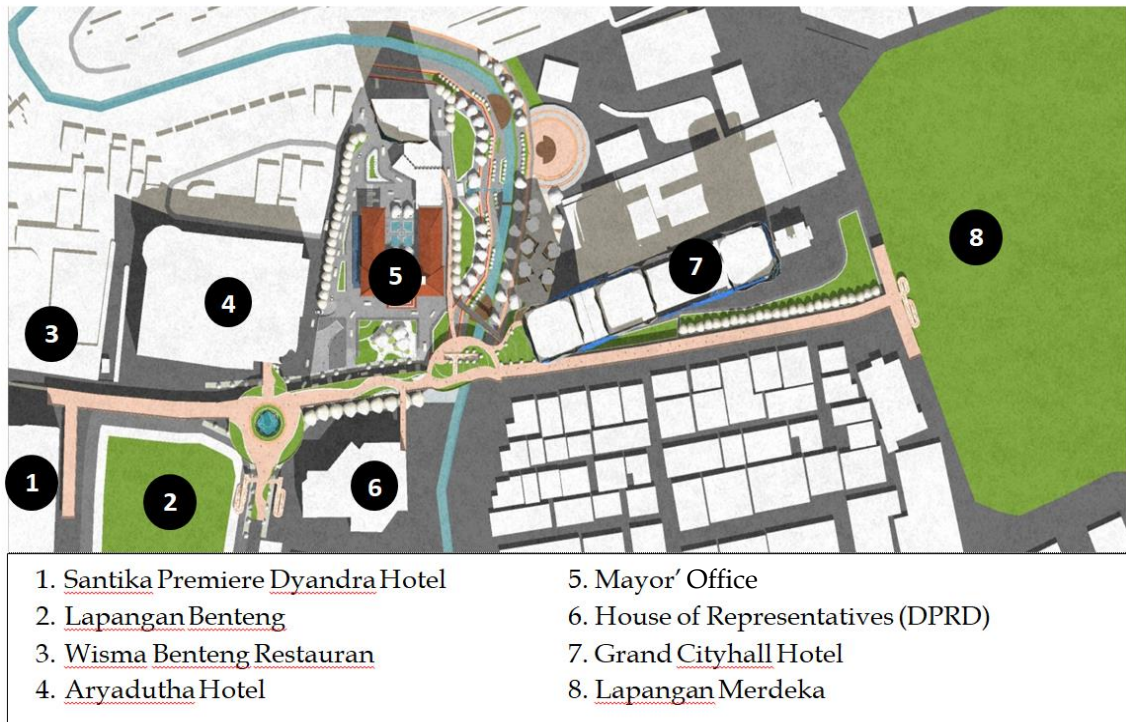 3
4
5
7
8
1
2
6
1. Santika Premiere Dyandra Hotel
2. Lapangan Benteng
3. Wisma Benteng Restauran
4. Aryadutha Hotel
5. Mayor' Office
6. House of Representatives (DPRD)
7. Grand Cityhall Hotel
8. Lapangan Merdeka